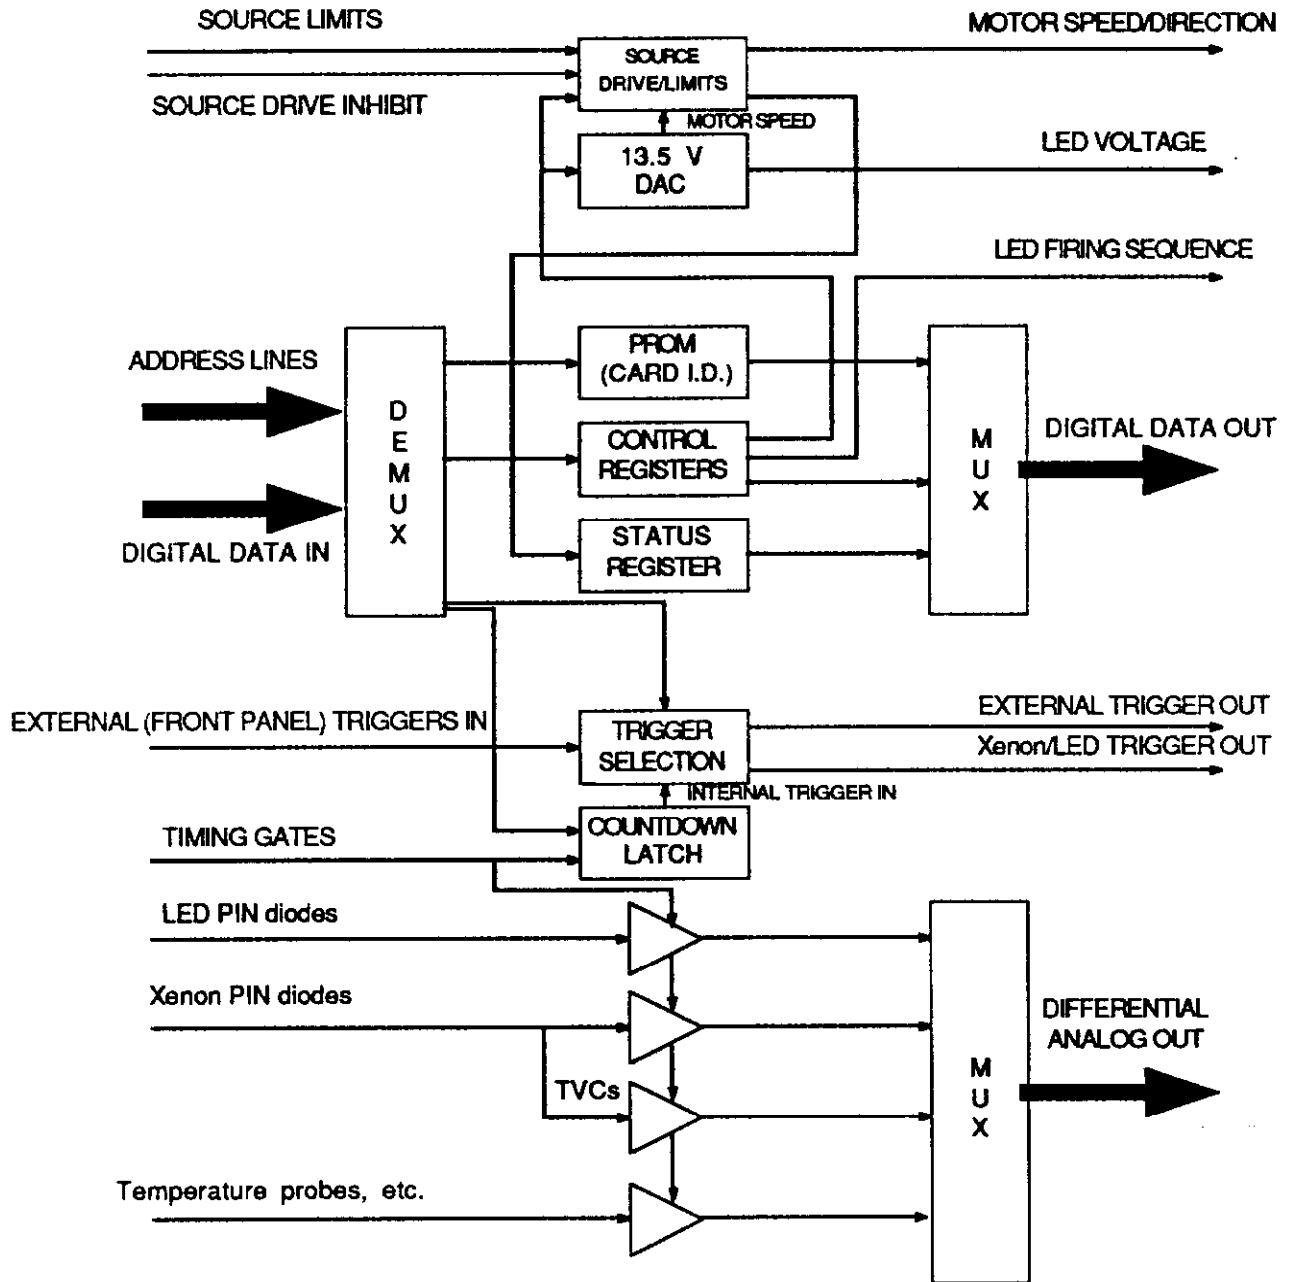 SOURCE LIMITS
MOTOR SPEED/DIRECTION
SOURCE
DRIVE/LIMITS
SOURCE DRIVE INHIBIT
MOTOR SPEED
13.5 V
DAC
LED VOLTAGE
LED FIRING SEQUENCE
ADDRESS LINES
DIGITAL DATA IN
DEMUX
PROM
(CARD I.D.)
CONTROL
REGISTERS
STATUS
REGISTER
MUX
DIGITAL DATA OUT
EXTERNAL (FRONT PANEL) TRIGGERS IN
TRIGGER
SELECTION
EXTERNAL TRIGGER OUT
Xenon/LED TRIGGER OUT
INTERNAL TRIGGER IN
TIMING GATES
COUNTDOWN
LATCH
LED PIN diodes
Xenon PIN diodes
TVCs
Temperature probes, etc.
MUX
DIFFERENTIAL
ANALOG OUT